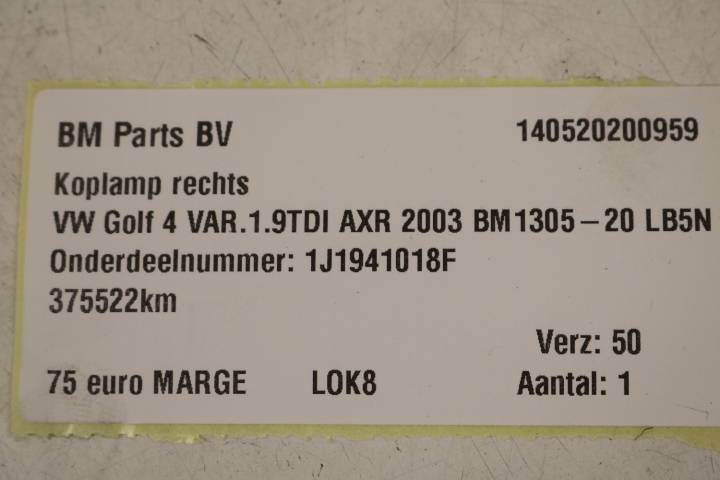 BM Parts BV 140520200959
Koplamp rechts
VW Golf 4 VAR.1.9TDI AXR 2003 BM1305-20 LB5N
Onderdeelnummer: 1J1941018F
375522km
Verz: 50
75 euro MARGE LOK8 Aantal: 1